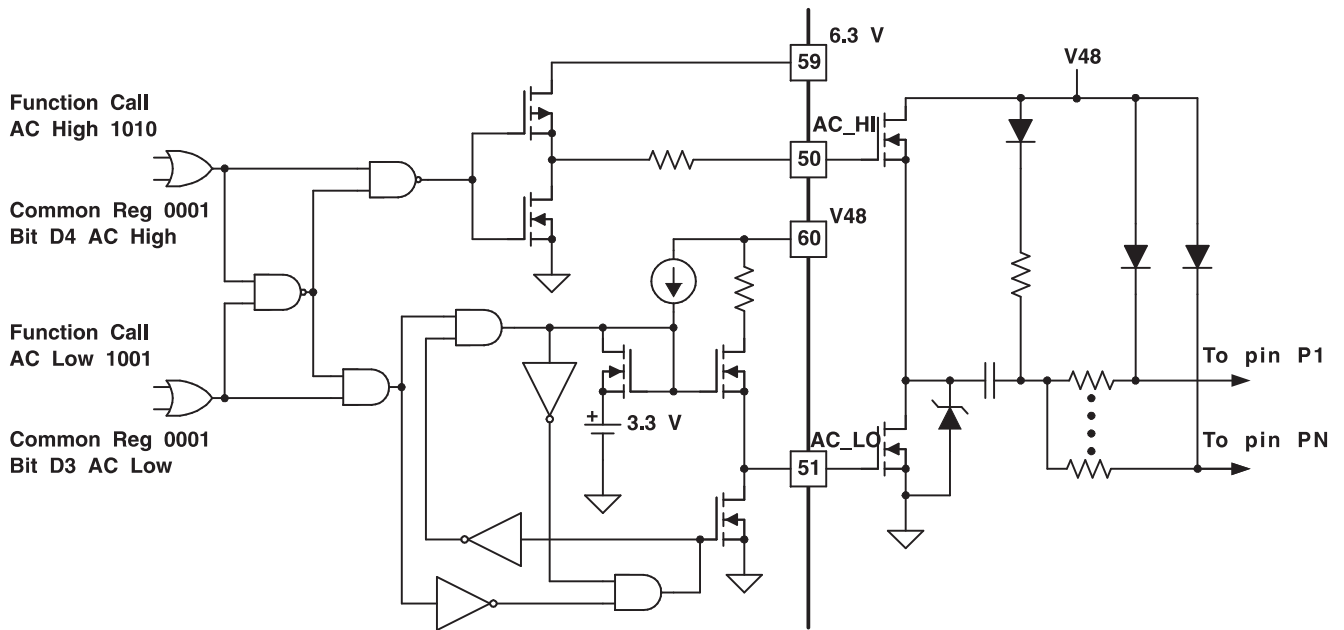 6.3 V
59
V48
Function Call
AC High 1010
AC_HI
50
Common Reg 0001
Bit D4 AC High
V48
60
Function Call
AC Low 1001
To pin P1
+
3.3 V
AC_LO
To pin PN
51
Common Reg 0001
Bit D3 AC Low